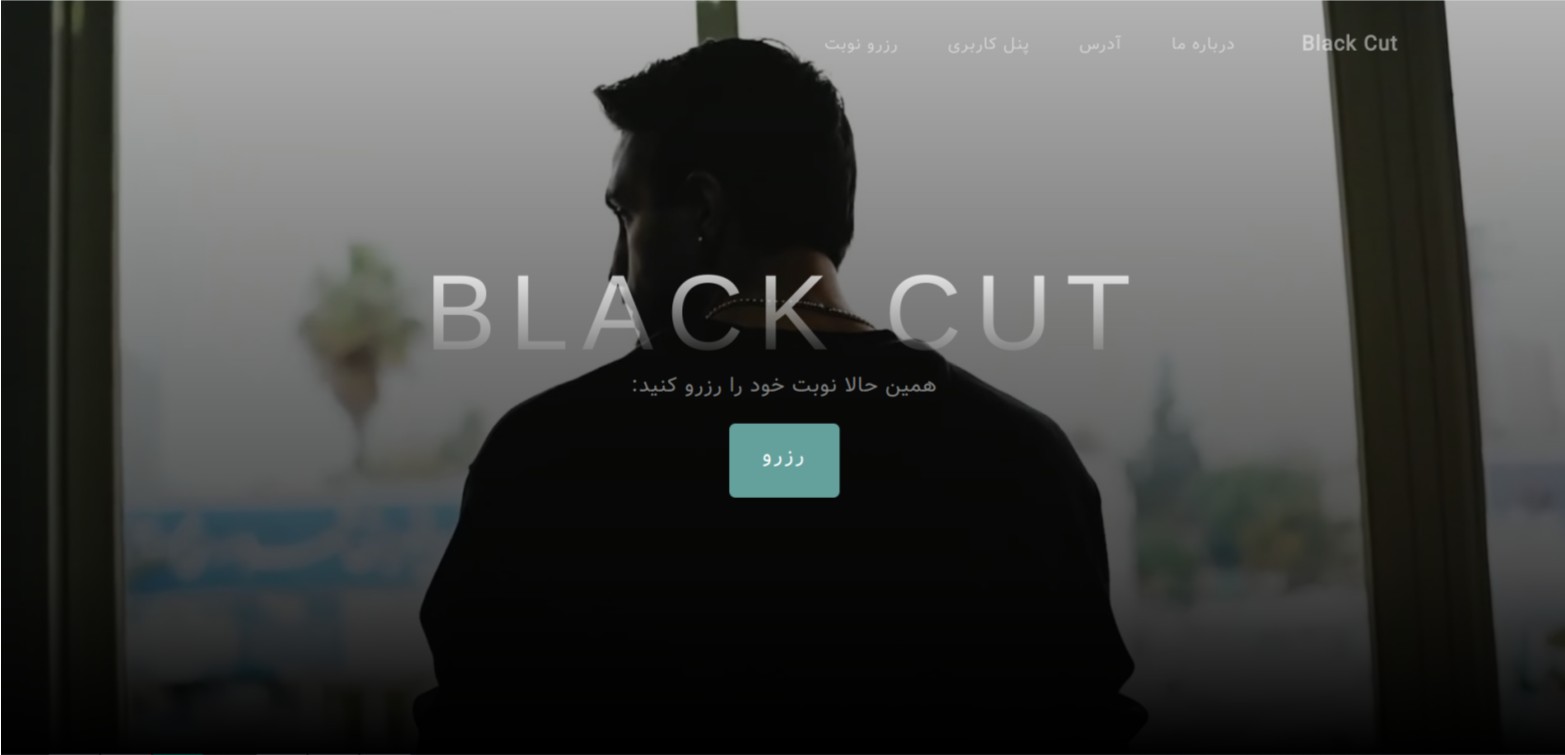 Black Cut درباره ما آدرس پنل کاربری رزرو نوبت
BLACK CUT
همین حالا نوبت خود را رزرو کنید:
رزرو